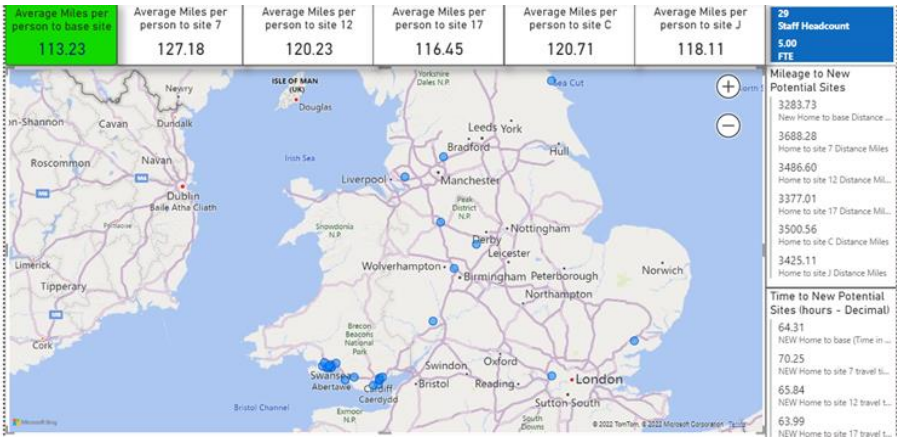 Average Miles per
person to base site
113.23
Average Miles per
person to site 7
127.18
Average Miles per
person to site 12
120.23
Average Miles per
person to site 17
116.45
Average Miles per
person to site C
120.71
Average Miles per
person to site J
118.11
29
Staff Headcount
5.00
FTE
Mileage to New
Potential Sites
3283.73
New Home to base Distance ...
3688.28
Home to site 7 Distance Miles
3486.60
Home to site 12 Distance Mil...
3377.01
Home to site 17 Distance Mil...
3500.56
Home to site C Distance Miles
3425.11
Home to site J Distance Miles
Time to New Potential
Sites (hours - Decimal)
64.31
NEW Home to base (Time in ...
70.25
NEW Home to site 7 travel ti...
65.84
NEW Home to site 12 travel t...
63.99
NEW Home to site 17 travel t...
Yorkshire
Dales N.P.
Sea Cut
ISLE OF MAN
(UK)
Douglas
Newry
n-Shannon
Cavan
Dundalk
Leeds
York
Bradford
Hull
Irish Sea
Roscommon
Navan
Liverpool
Manchester
Dublin
Baile Átha Cliath
Peak
District
N.P.
Snowdonia
N.P.
Nottingham
Derby
Leicester
Limerick
Wolverhampton
Birmingham
Peterborough
Norwich
Tipperary
Northampton
Cork
Brecon
Beacons
National
Park
Swansea
Abertawe
Cardiff
Caerdydd
Swindon
Oxford
Bristol
Reading
London
Sutton
South
Bristol Channel
Exmoor
N.P.
South
Downs
Microsoft Bing
© 2022 TomTom, © 2022 Microsoft Corporation Terms